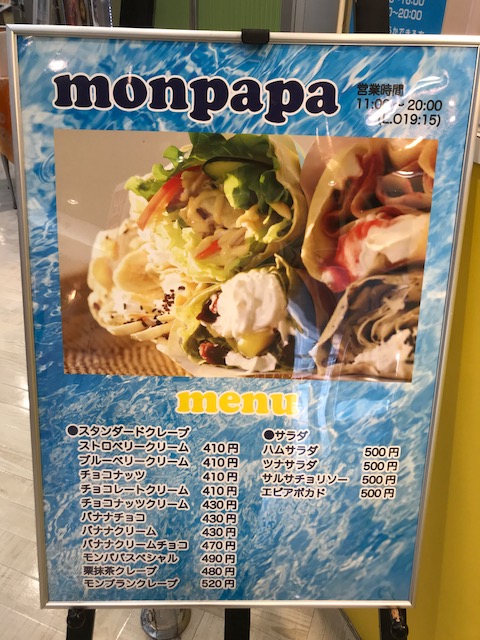 monpapa
営業時間
11:00～20:00
(L.O19:15)
menu
●スタンダードクレープ
ストロベリークリーム 410円
ブルーベリークリーム 410円
チョコナッツ 410円
チョコレートクリーム 410円
チョコナッツクリーム 430円
バナナチョコ 430円
バナナクリーム 430円
バナナクリームチョコ 470円
モンパパスペシャル 490円
栗抹茶クレープ 480円
モンブランクレープ 520円
●サラダ
ハムサラダ 500円
ツナサラダ 500円
サルサチョリソー 500円
エビアボカド 500円